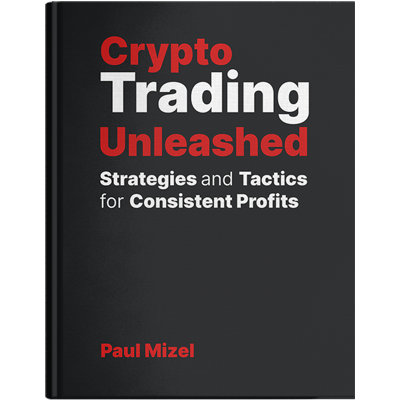 Crypto
Trading
Unleashed
Strategies and Tactics
for Consistent Profits
Paul Mizel